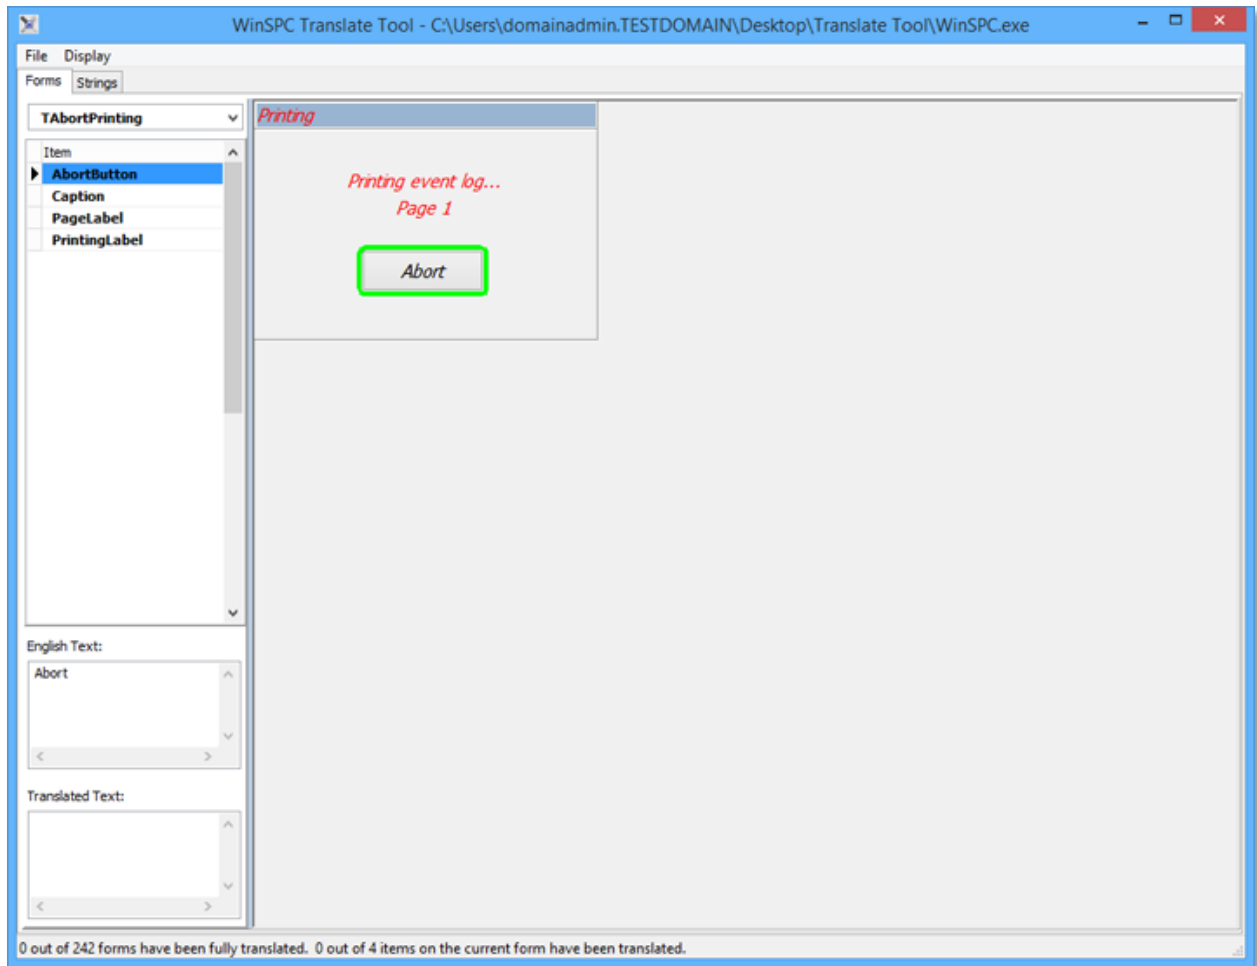 WinSPC Translate Tool - C:\Users\domainadmin.TESTDOMAIN\Desktop\Translate Tool\WinSPC.exe
File Display
Forms Strings
TAbortPrinting
Item
AbortButton
Caption
PageLabel
PrintingLabel
Printing
Printing event log...
Page 1
Abort
English Text:
Abort
Translated Text:
0 out of 242 forms have been fully translated. 0 out of 4 items on the current form have been translated.